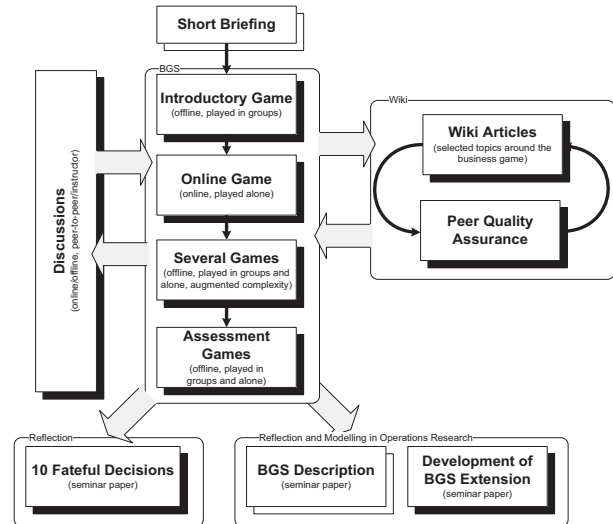 Short Briefing
BGS
Introductory Game
(offline, played in groups)
Online Game
(online, played alone)
Several Games
(offline, played in groups and
alone, augmented complexity)
Assessment
Games
(offline, played in
groups and alone)
Discussions
(online/offline, peer-to-peer/instructor)
Wiki
Wiki Articles
(selected topics around the
business game)
Peer Quality
Assurance
Reflection
10 Fateful Decisions
(seminar paper)
Reflection and Modelling in Operations Research
BGS Description
(seminar paper)
Development of
BGS Extension
(seminar paper)